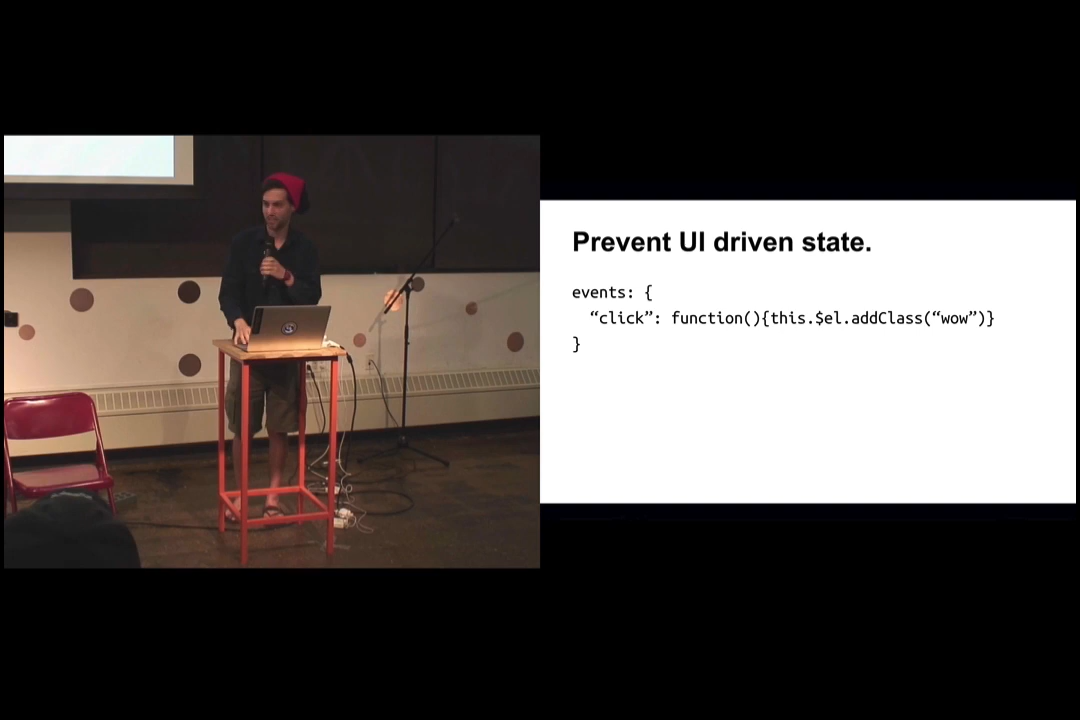 Prevent UI driven state.
events: {
“click”: function(){this.$el.addClass(“wow”)}
}